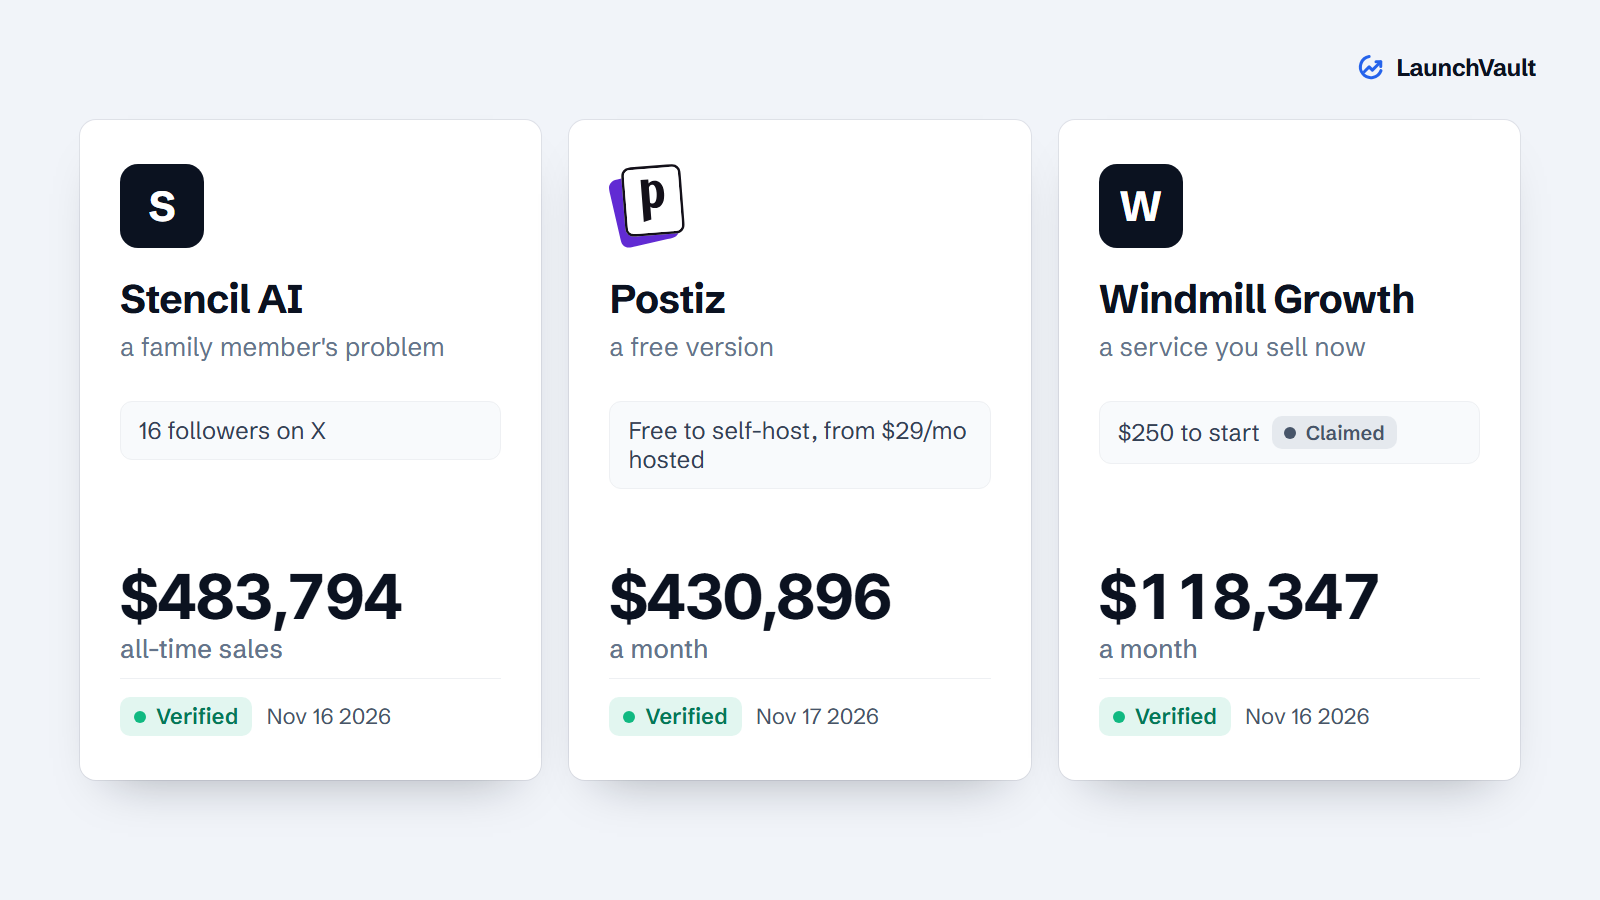 LaunchVault
S
Stencil AI
a family member's problem
16 followers on X
$483,794
all-time sales
Verified Nov 16 2026
p
Postiz
a free version
Free to self-host, from $29/mo
hosted
$430,896
a month
Verified Nov 17 2026
W
Windmill Growth
a service you sell now
$250 to start Claimed
$118,347
a month
Verified Nov 16 2026